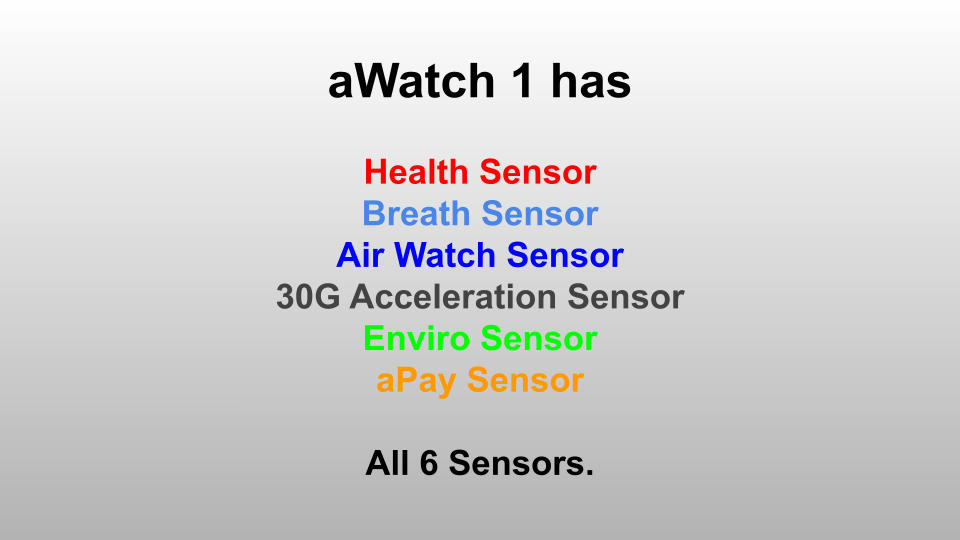 aWatch 1 has
Health Sensor
Breath Sensor
Air Watch Sensor
30G Acceleration Sensor
Enviro Sensor
aPay Sensor
All 6 Sensors.